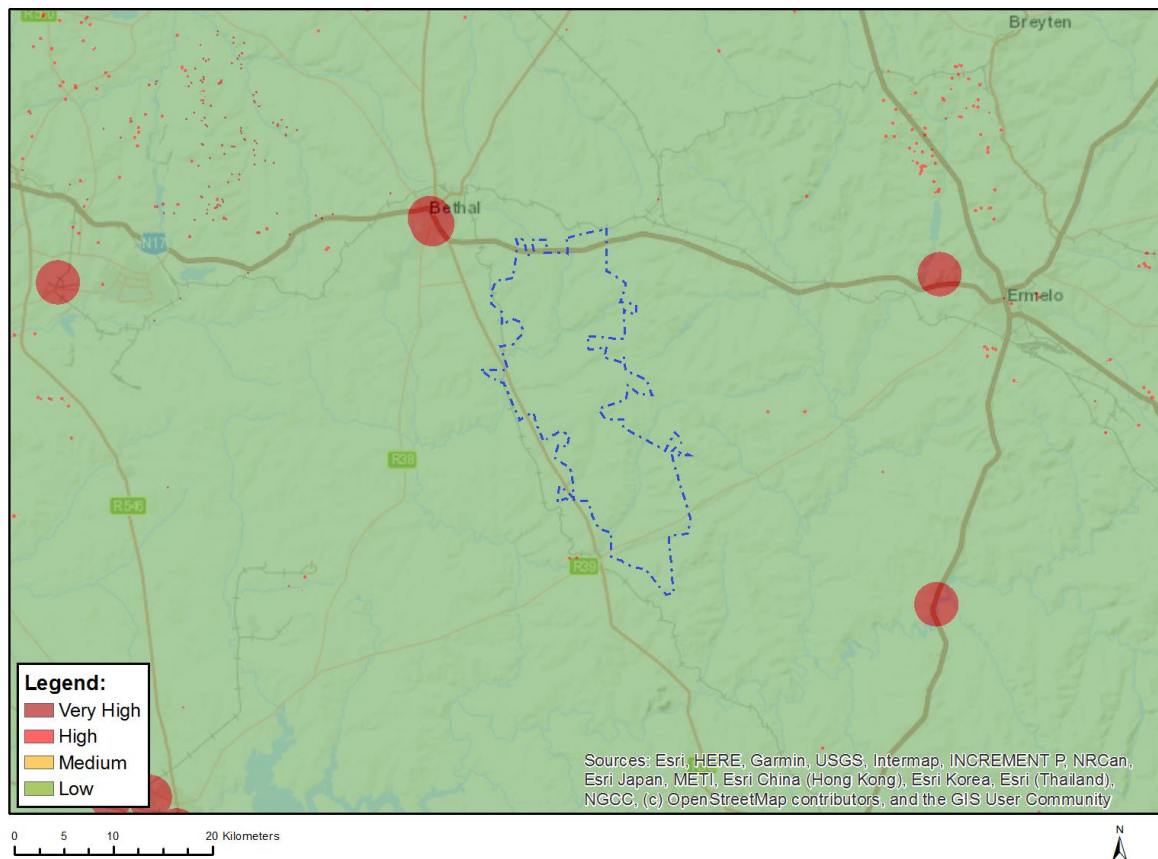 R520
Breyten
Bethal
N17
Ermelo
R38
R546
R39
Legend:
Very High
High
Medium
Low
Sources: Esri, HERE, Garmin, USGS, Intermap, INCREMENT P, NRCan,
Esri Japan, METI, Esri China (Hong Kong), Esri Korea, Esri (Thailand),
NGCC, (c) OpenStreetMap contributors, and the GIS User Community
0 5 10 20 Kilometers
N